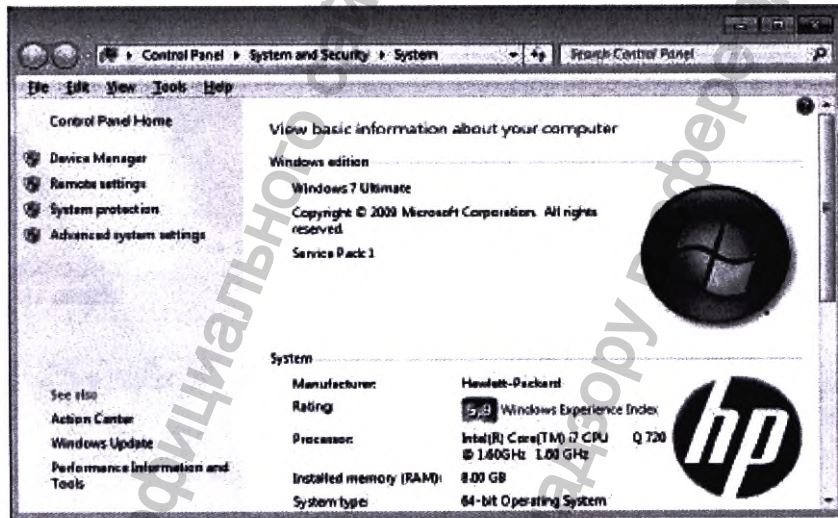 Control Panel ▸ System and Security ▸ System
Search Control Panel
File Edit View Tools Help
Control Panel Home
Device Manager
Remote settings
System protection
Advanced system settings
See also
Action Center
Windows Update
Performance Information and
Tools
View basic information about your computer
Windows edition
Windows 7 Ultimate
Copyright © 2009 Microsoft Corporation. All rights
reserved.
Service Pack 1
System
Manufacturer: Hewlett-Packard
Rating: 5,9 Windows Experience Index
Processor: Intel(R) Core(TM) i7 CPU Q 720
@ 1.60GHz 1.00 GHz
Installed memory (RAM): 8.00 GB
System type: 64-bit Operating System
hp